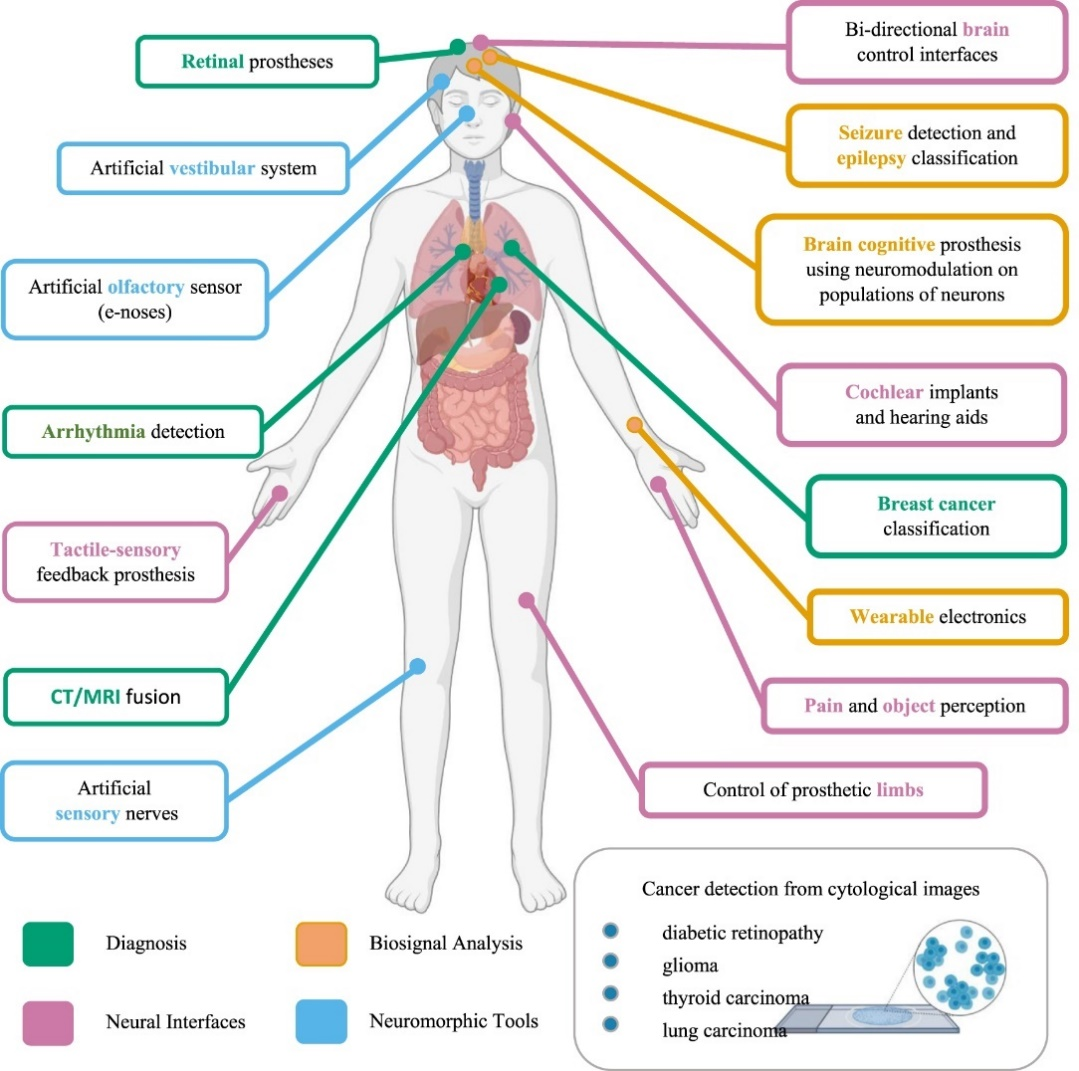 Retinal prostheses
Artificial vestibular system
Artificial olfactory sensor
(e-noses)
Arrhythmia detection
Tactile-sensory
feedback prosthesis
CT/MRI fusion
Artificial
sensory nerves
Bi-directional brain
control interfaces
Seizure detection and
epilepsy classification
Brain cognitive prosthesis
using neuromodulation on
populations of neurons
Cochlear implants
and hearing aids
Breast cancer
classification
Wearable electronics
Pain and object perception
Control of prosthetic limbs
Diagnosis
Biosignal Analysis
Neural Interfaces
Neuromorphic Tools
Cancer detection from cytological images
diabetic retinopathy
glioma
thyroid carcinoma
lung carcinoma